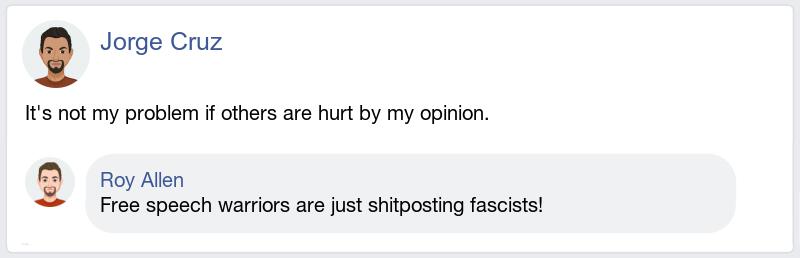 Jorge Cruz
It's not my problem if others are hurt by my opinion.
Roy Allen
Free speech warriors are just shitposting fascists!